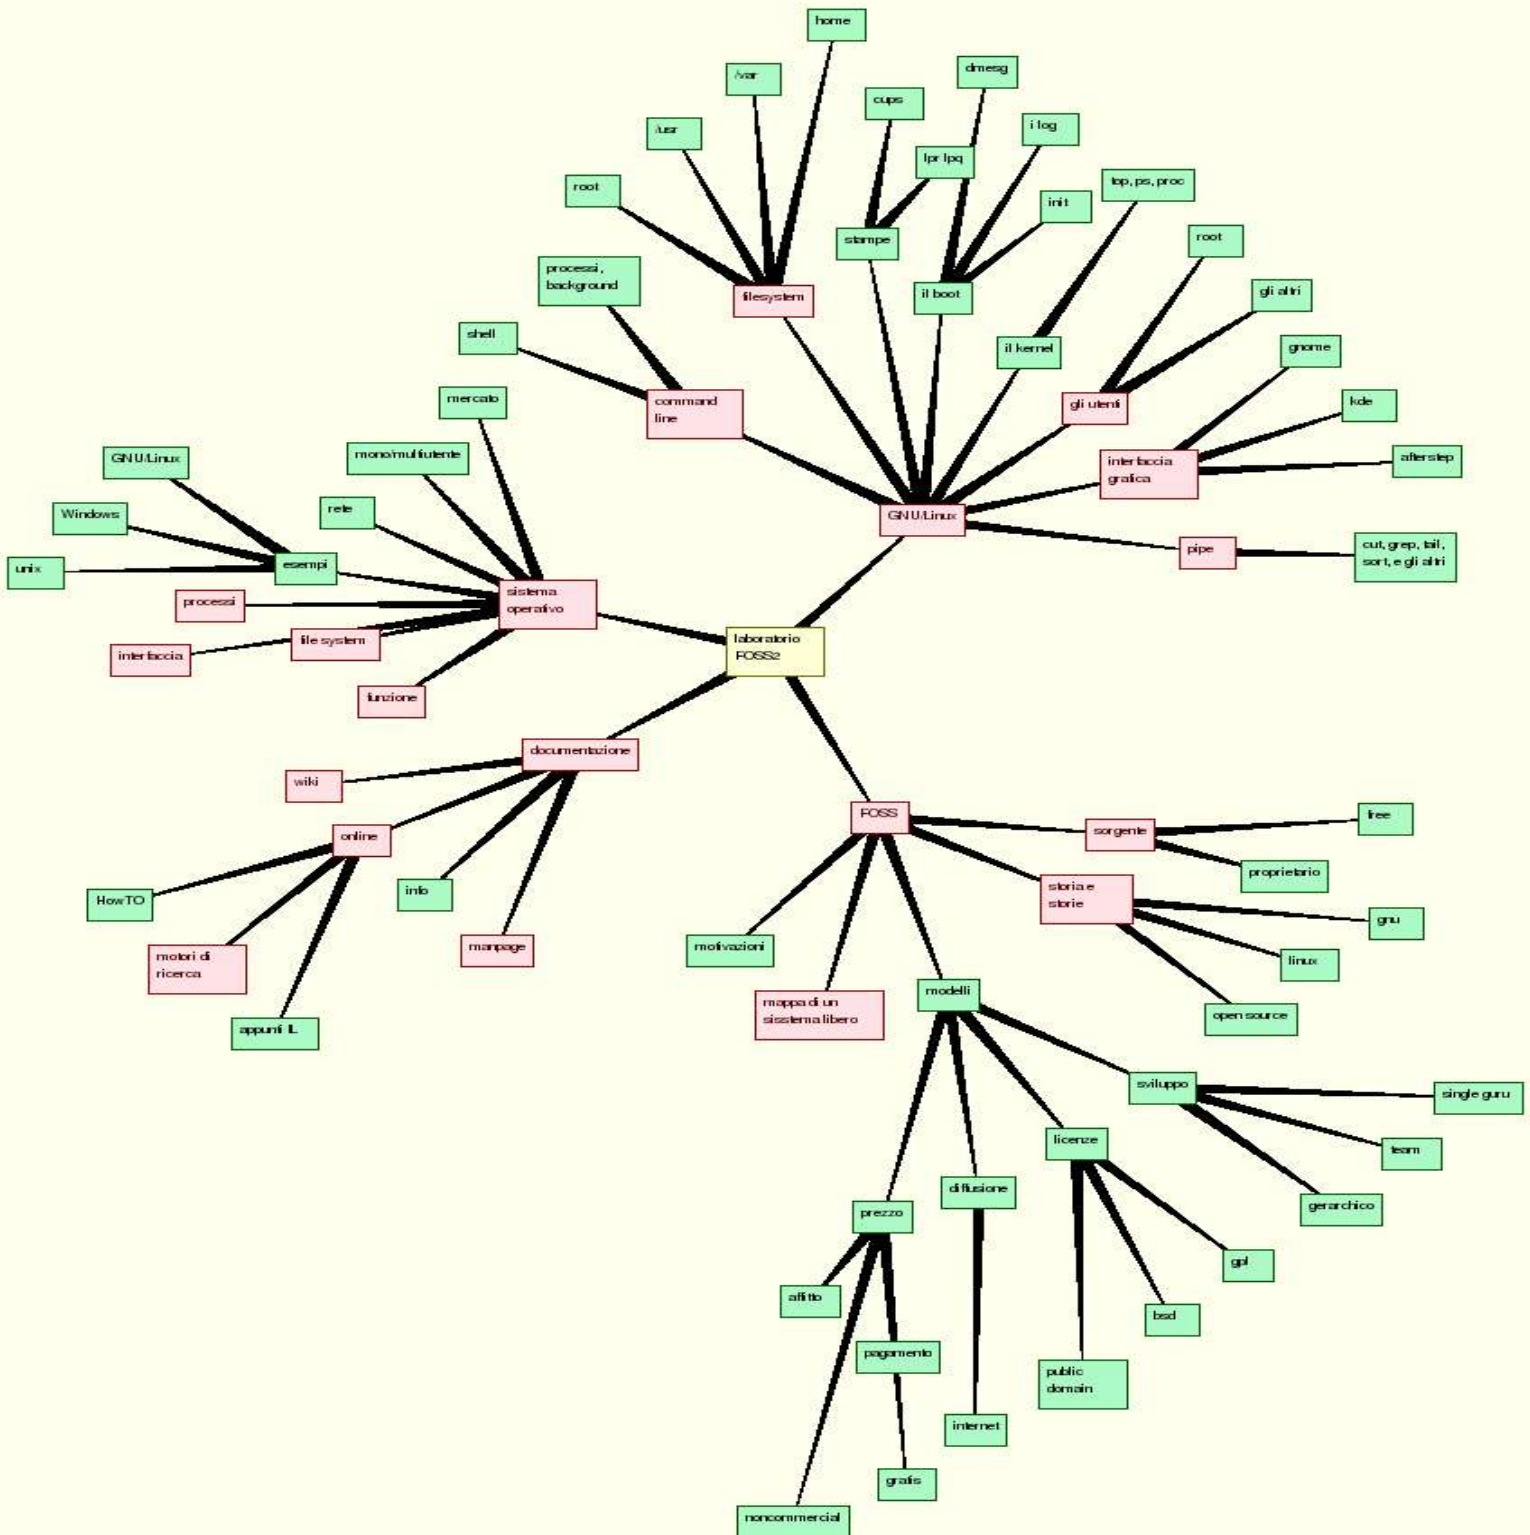 home
dmesg
/var
cups
i log
/usr
lpr lpq
top, ps, proc
root
init
stampe
root
processi,
background
filesystem
il boot
gli altri
shell
il kernel
gnome
mercato
command
line
gli utenti
kde
GNU/Linux
mono/multiutente
interfaccia
grafica
afterstep
Windows
rete
GNU/Linux
pipe
cut, grep, tail,
sort, e gli altri
unix
esempi
sistema
operativo
processi
interfaccia
file system
laboratorio
FOSS2
funzione
documentazione
wiki
online
FOSS
sorgente
free
HowTO
info
storia e
storie
proprietario
motori di
ricerca
manpage
motivazioni
gnu
linux
appunti IL
mappa di un
sisstema libero
modelli
open source
sviluppo
single guru
licenze
team
prezzo
diffusione
gerarchico
affitto
gpl
bsd
pagamento
public
domain
internet
gratis
noncommercial